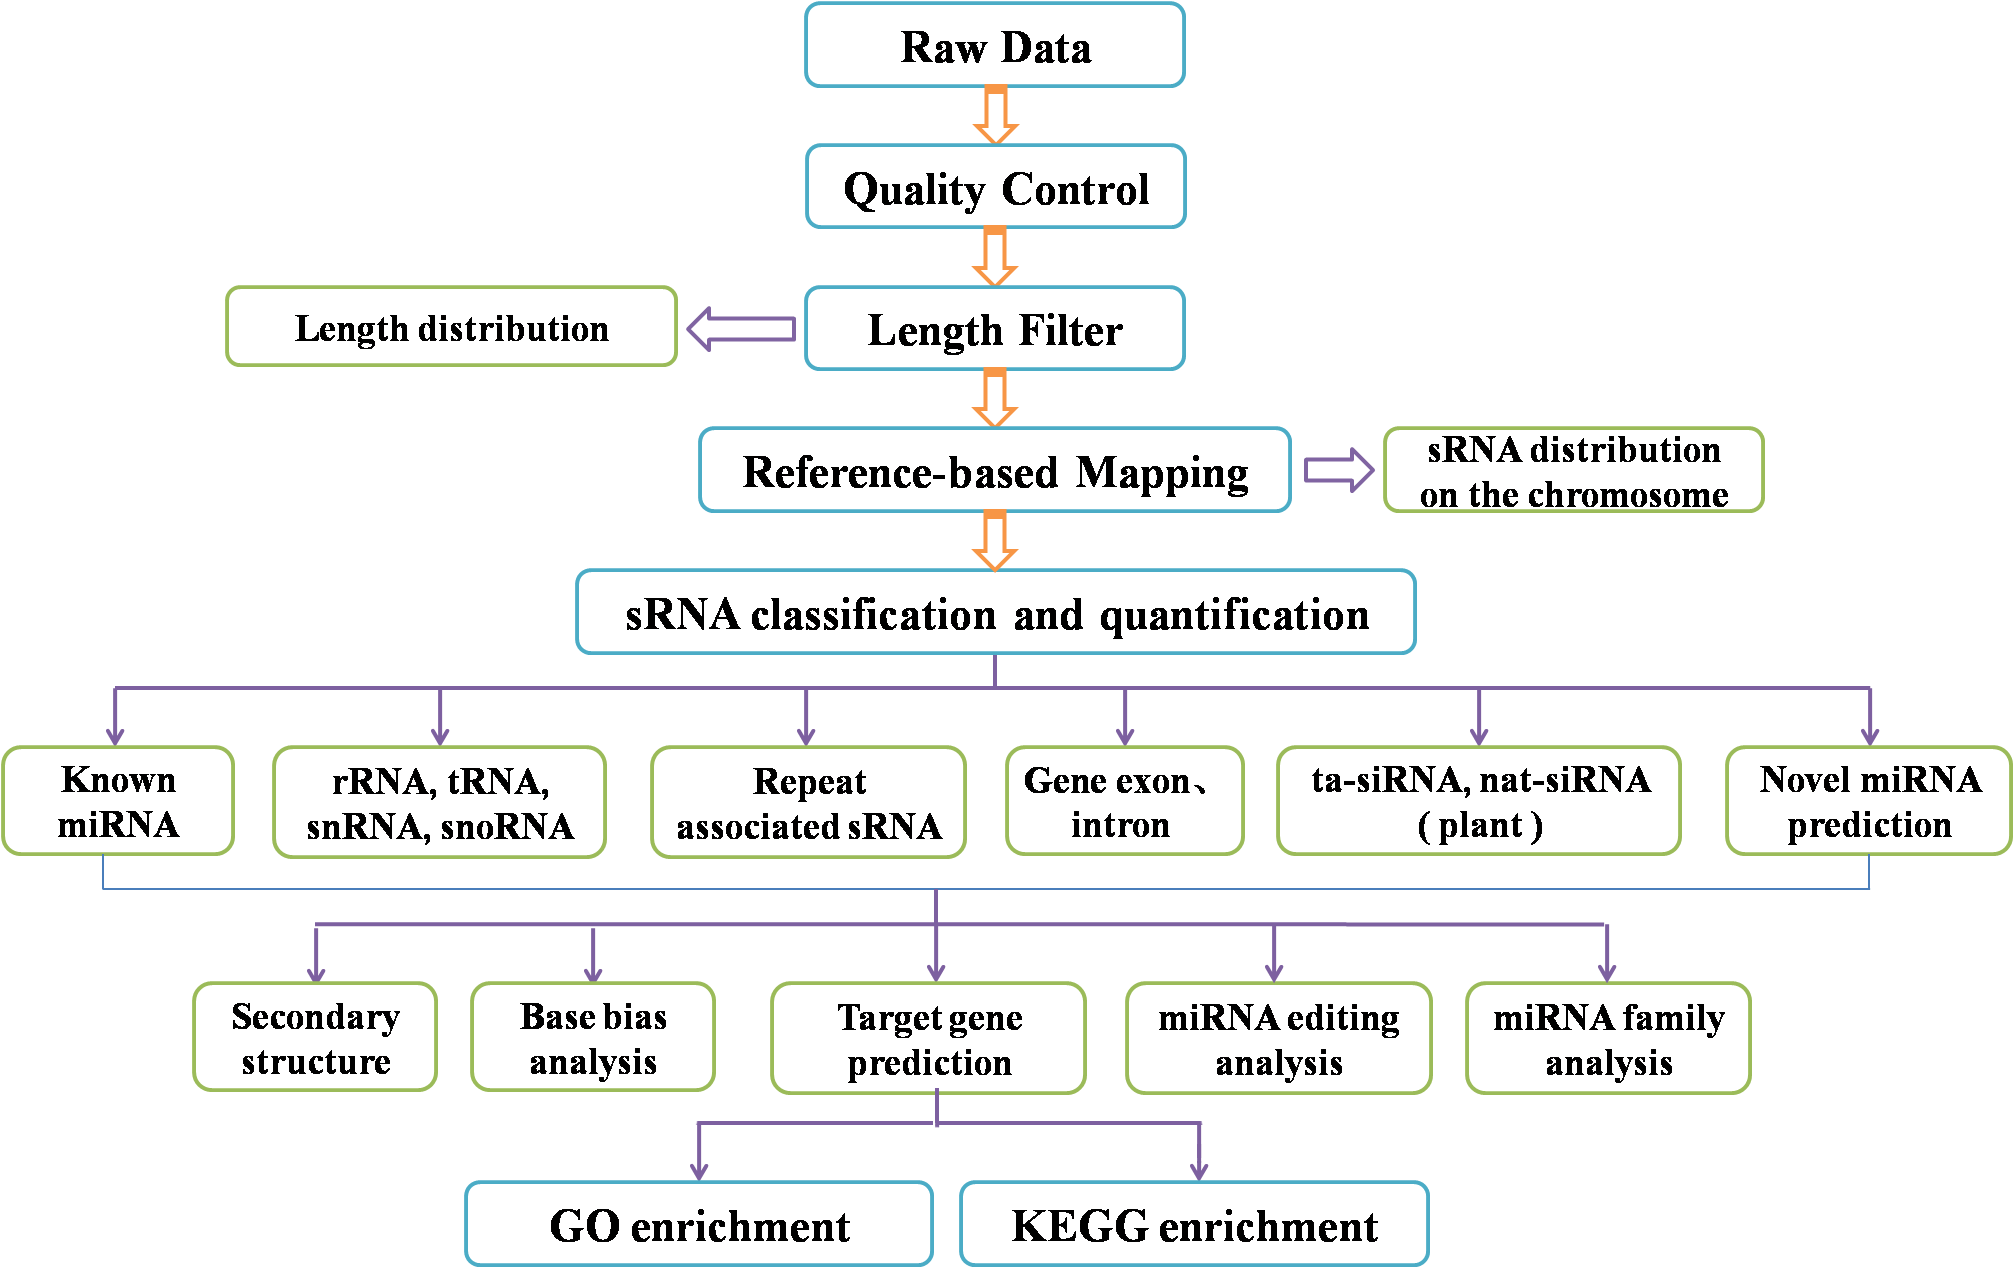 Raw Data
Quality Control
Length distribution
Length Filter
Reference-based Mapping
sRNA distribution
on the chromosome
sRNA classification and quantification
Known
miRNA
rRNA, tRNA,
snRNA, snoRNA
Repeat
associated sRNA
Gene exon、
intron
ta-siRNA, nat-siRNA
( plant )
Novel miRNA
prediction
Secondary
structure
Base bias
analysis
Target gene
prediction
miRNA editing
analysis
miRNA family
analysis
GO enrichment
KEGG enrichment